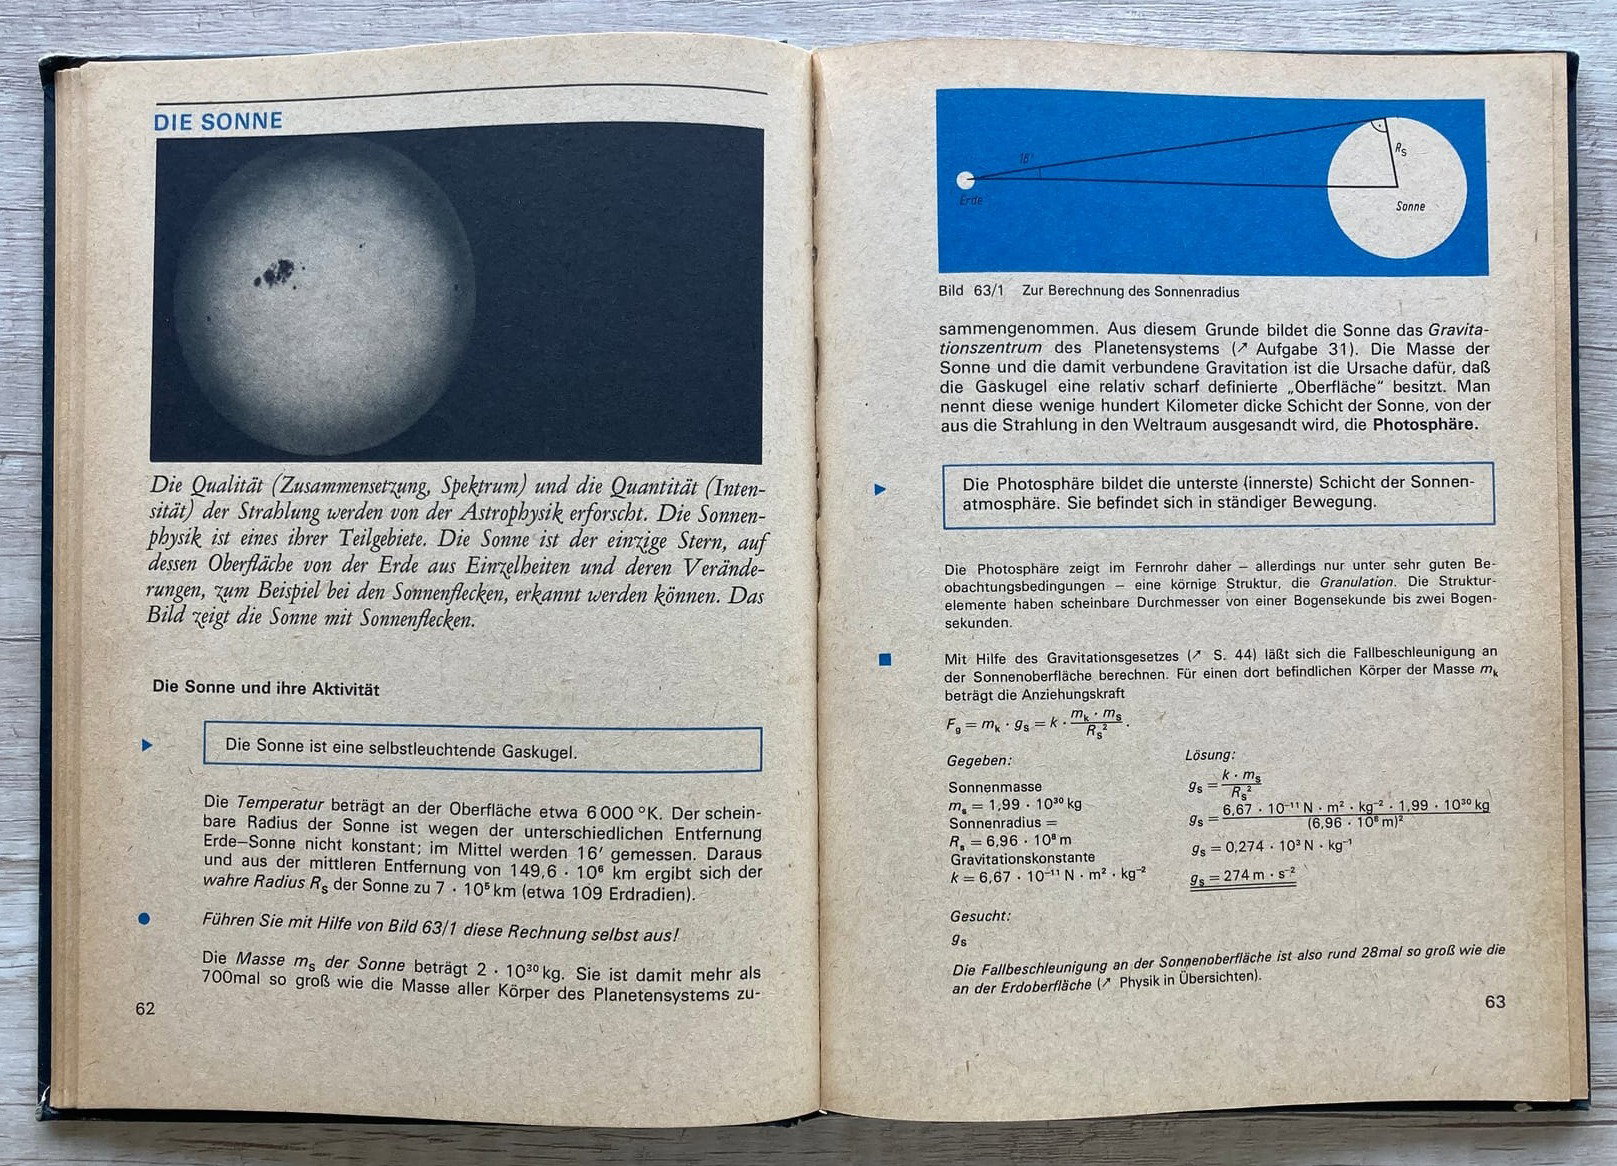 DIE SONNE
Die Qualität (Zusammensetzung, Spektrum) und die Quantität (Inten-
sität) der Strahlung werden von der Astrophysik erforscht. Die Sonnen-
physik ist eines ihrer Teilgebiete. Die Sonne ist der einzige Stern, auf
dessen Oberfläche von der Erde aus Einzelheiten und deren Verände-
rungen, zum Beispiel bei den Sonnenflecken, erkannt werden können. Das
Bild zeigt die Sonne mit Sonnenflecken.
Die Sonne und ihre Aktivität
Die Sonne ist eine selbstleuchtende Gaskugel.
Die Temperatur beträgt an der Oberfläche etwa 6000 °K. Der schein-
bare Radius der Sonne ist wegen der unterschiedlichen Entfernung
Erde–Sonne nicht konstant; im Mittel werden 16′ gemessen. Daraus
und aus der mittleren Entfernung von 149,6 · 10⁶ km ergibt sich der
wahre Radius Rₛ der Sonne zu 7 · 10⁵ km (etwa 109 Erdradien).
Führen Sie mit Hilfe von Bild 63/1 diese Rechnung selbst aus!
Die Masse mₛ der Sonne beträgt 2 · 10³⁰ kg. Sie ist damit mehr als
700mal so groß wie die Masse aller Körper des Planetensystems zu-
62
16′
Rₛ
Erde
Sonne
Bild 63/1 Zur Berechnung des Sonnenradius
sammengenommen. Aus diesem Grunde bildet die Sonne das Gravita-
tionszentrum des Planetensystems (↗ Aufgabe 31). Die Masse der
Sonne und die damit verbundene Gravitation ist die Ursache dafür, daß
die Gaskugel eine relativ scharf definierte „Oberfläche“ besitzt. Man
nennt diese wenige hundert Kilometer dicke Schicht der Sonne, von der
aus die Strahlung in den Weltraum ausgesandt wird, die Photosphäre.
Die Photosphäre bildet die unterste (innerste) Schicht der Sonnen-
atmosphäre. Sie befindet sich in ständiger Bewegung.
Die Photosphäre zeigt im Fernrohr daher – allerdings nur unter sehr guten Be-
obachtungsbedingungen – eine körnige Struktur, die Granulation. Die Struktur-
elemente haben scheinbare Durchmesser von einer Bogensekunde bis zwei Bogen-
sekunden.
Mit Hilfe des Gravitationsgesetzes (↗ S. 44) läßt sich die Fallbeschleunigung an
der Sonnenoberfläche berechnen. Für einen dort befindlichen Körper der Masse mₖ
beträgt die Anziehungskraft
F_g = mₖ · gₛ = k · (mₖ · mₛ)/Rₛ² .
Gegeben:
Sonnenmasse
mₛ = 1,99 · 10³⁰ kg
Sonnenradius =
Rₛ = 6,96 · 10⁸ m
Gravitationskonstante
k = 6,67 · 10⁻¹¹ N · m² · kg⁻²
Gesucht:
gₛ
Lösung:
gₛ = (k · mₛ)/Rₛ²
gₛ = (6,67 · 10⁻¹¹ N · m² · kg⁻² · 1,99 · 10³⁰ kg)/(6,96 · 10⁸ m)²
gₛ = 0,274 · 10³ N · kg⁻¹
gₛ = 274 m · s⁻²
Die Fallbeschleunigung an der Sonnenoberfläche ist also rund 28mal so groß wie die
an der Erdoberfläche (↗ Physik in Übersichten).
63